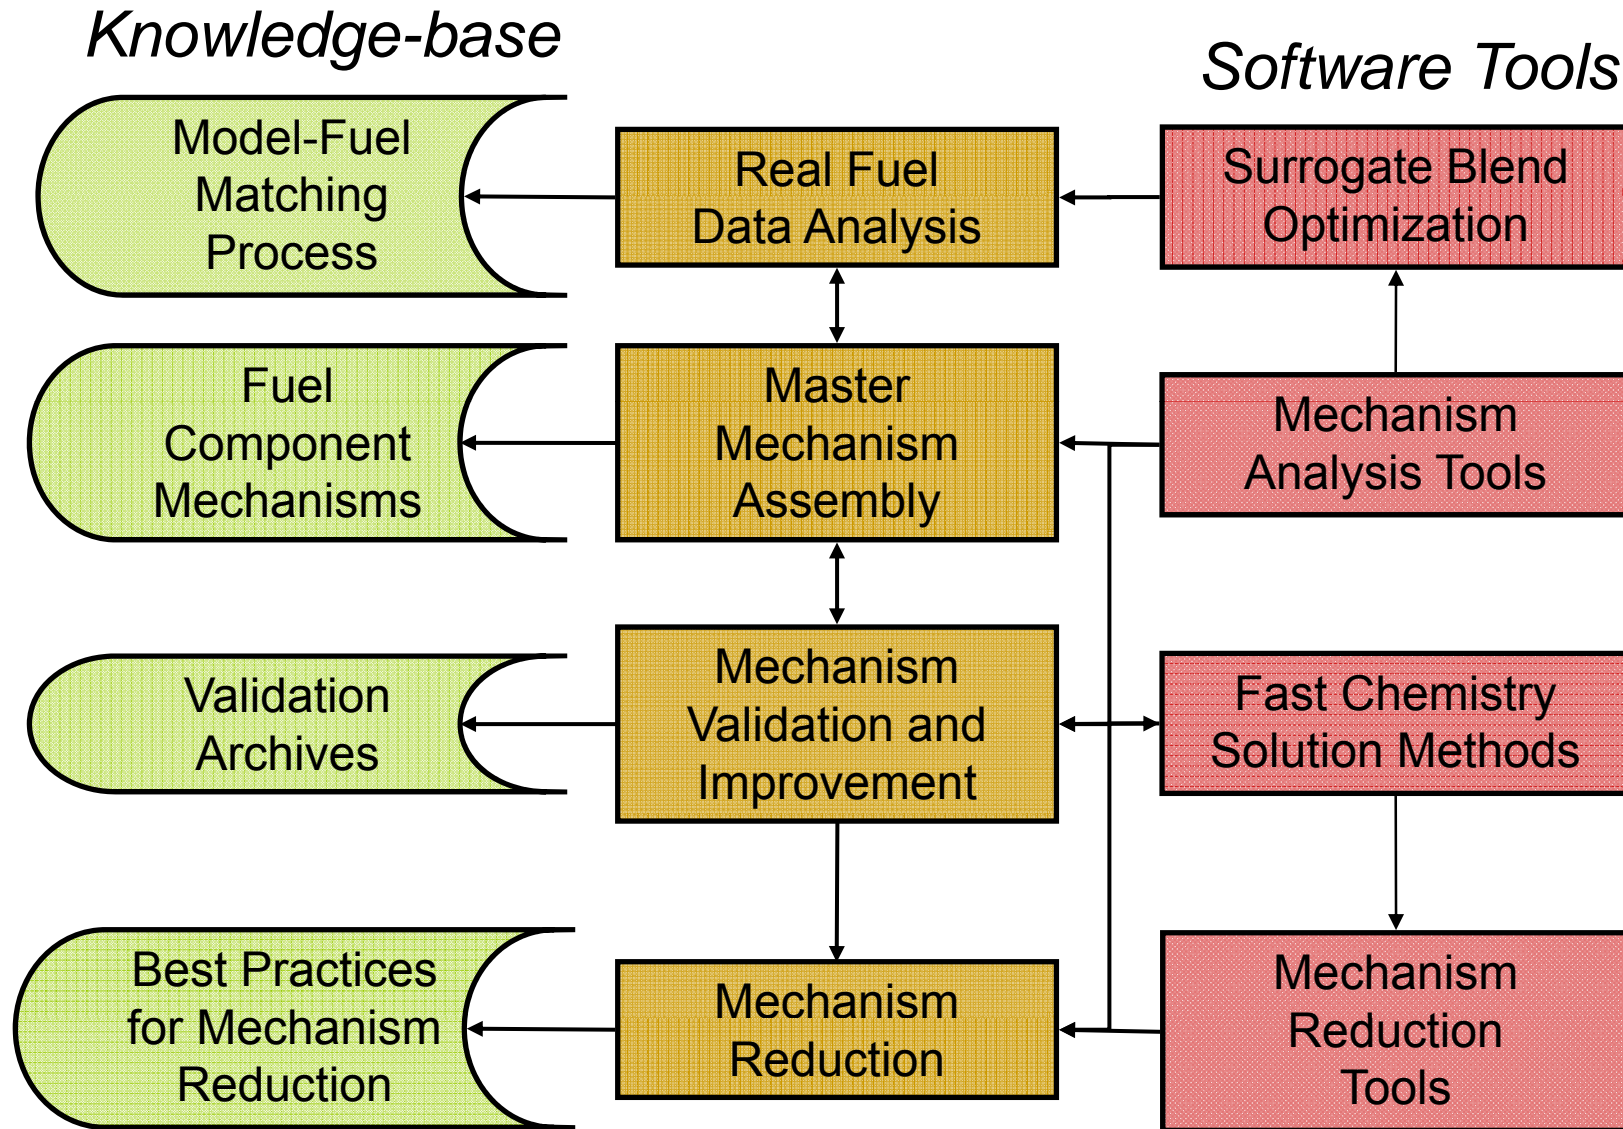 Knowledge-base
Software Tools
Model-Fuel
Matching
Process
Real Fuel
Data Analysis
Surrogate Blend
Optimization
Fuel
Component
Mechanisms
Master
Mechanism
Assembly
Mechanism
Analysis Tools
Validation
Archives
Mechanism
Validation and
Improvement
Fast Chemistry
Solution Methods
Best Practices
for Mechanism
Reduction
Mechanism
Reduction
Mechanism
Reduction
Tools